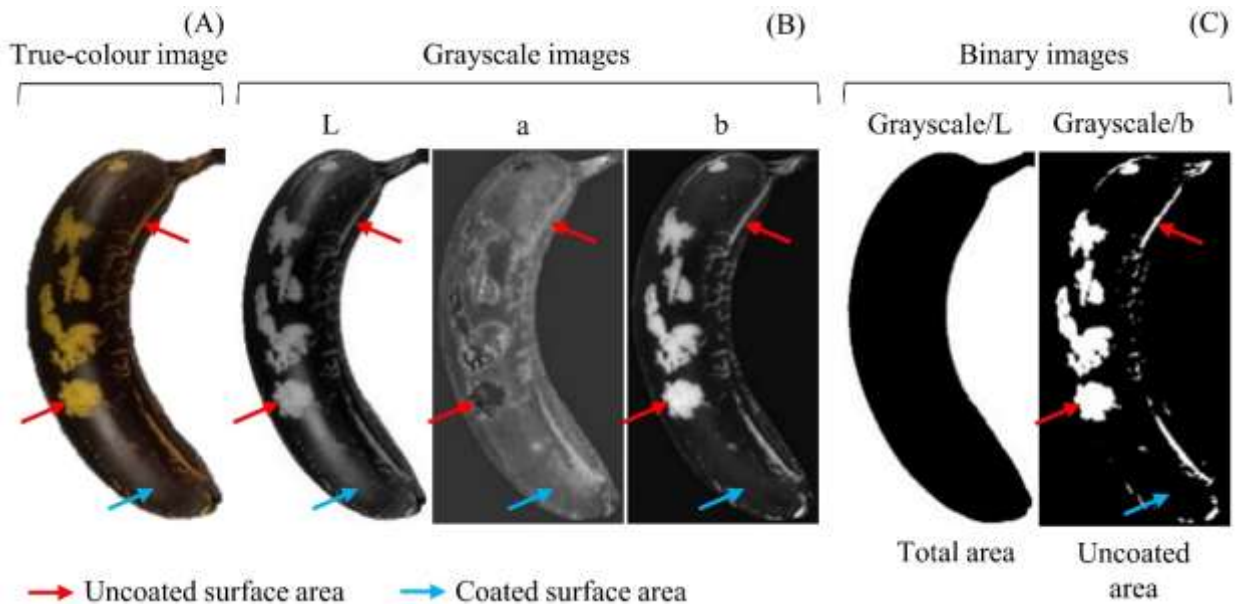 (A) (B) (C)
True-colour image Grayscale images Binary images
L a b Grayscale/L Grayscale/b
Total area Uncoated
area
Uncoated surface area Coated surface area